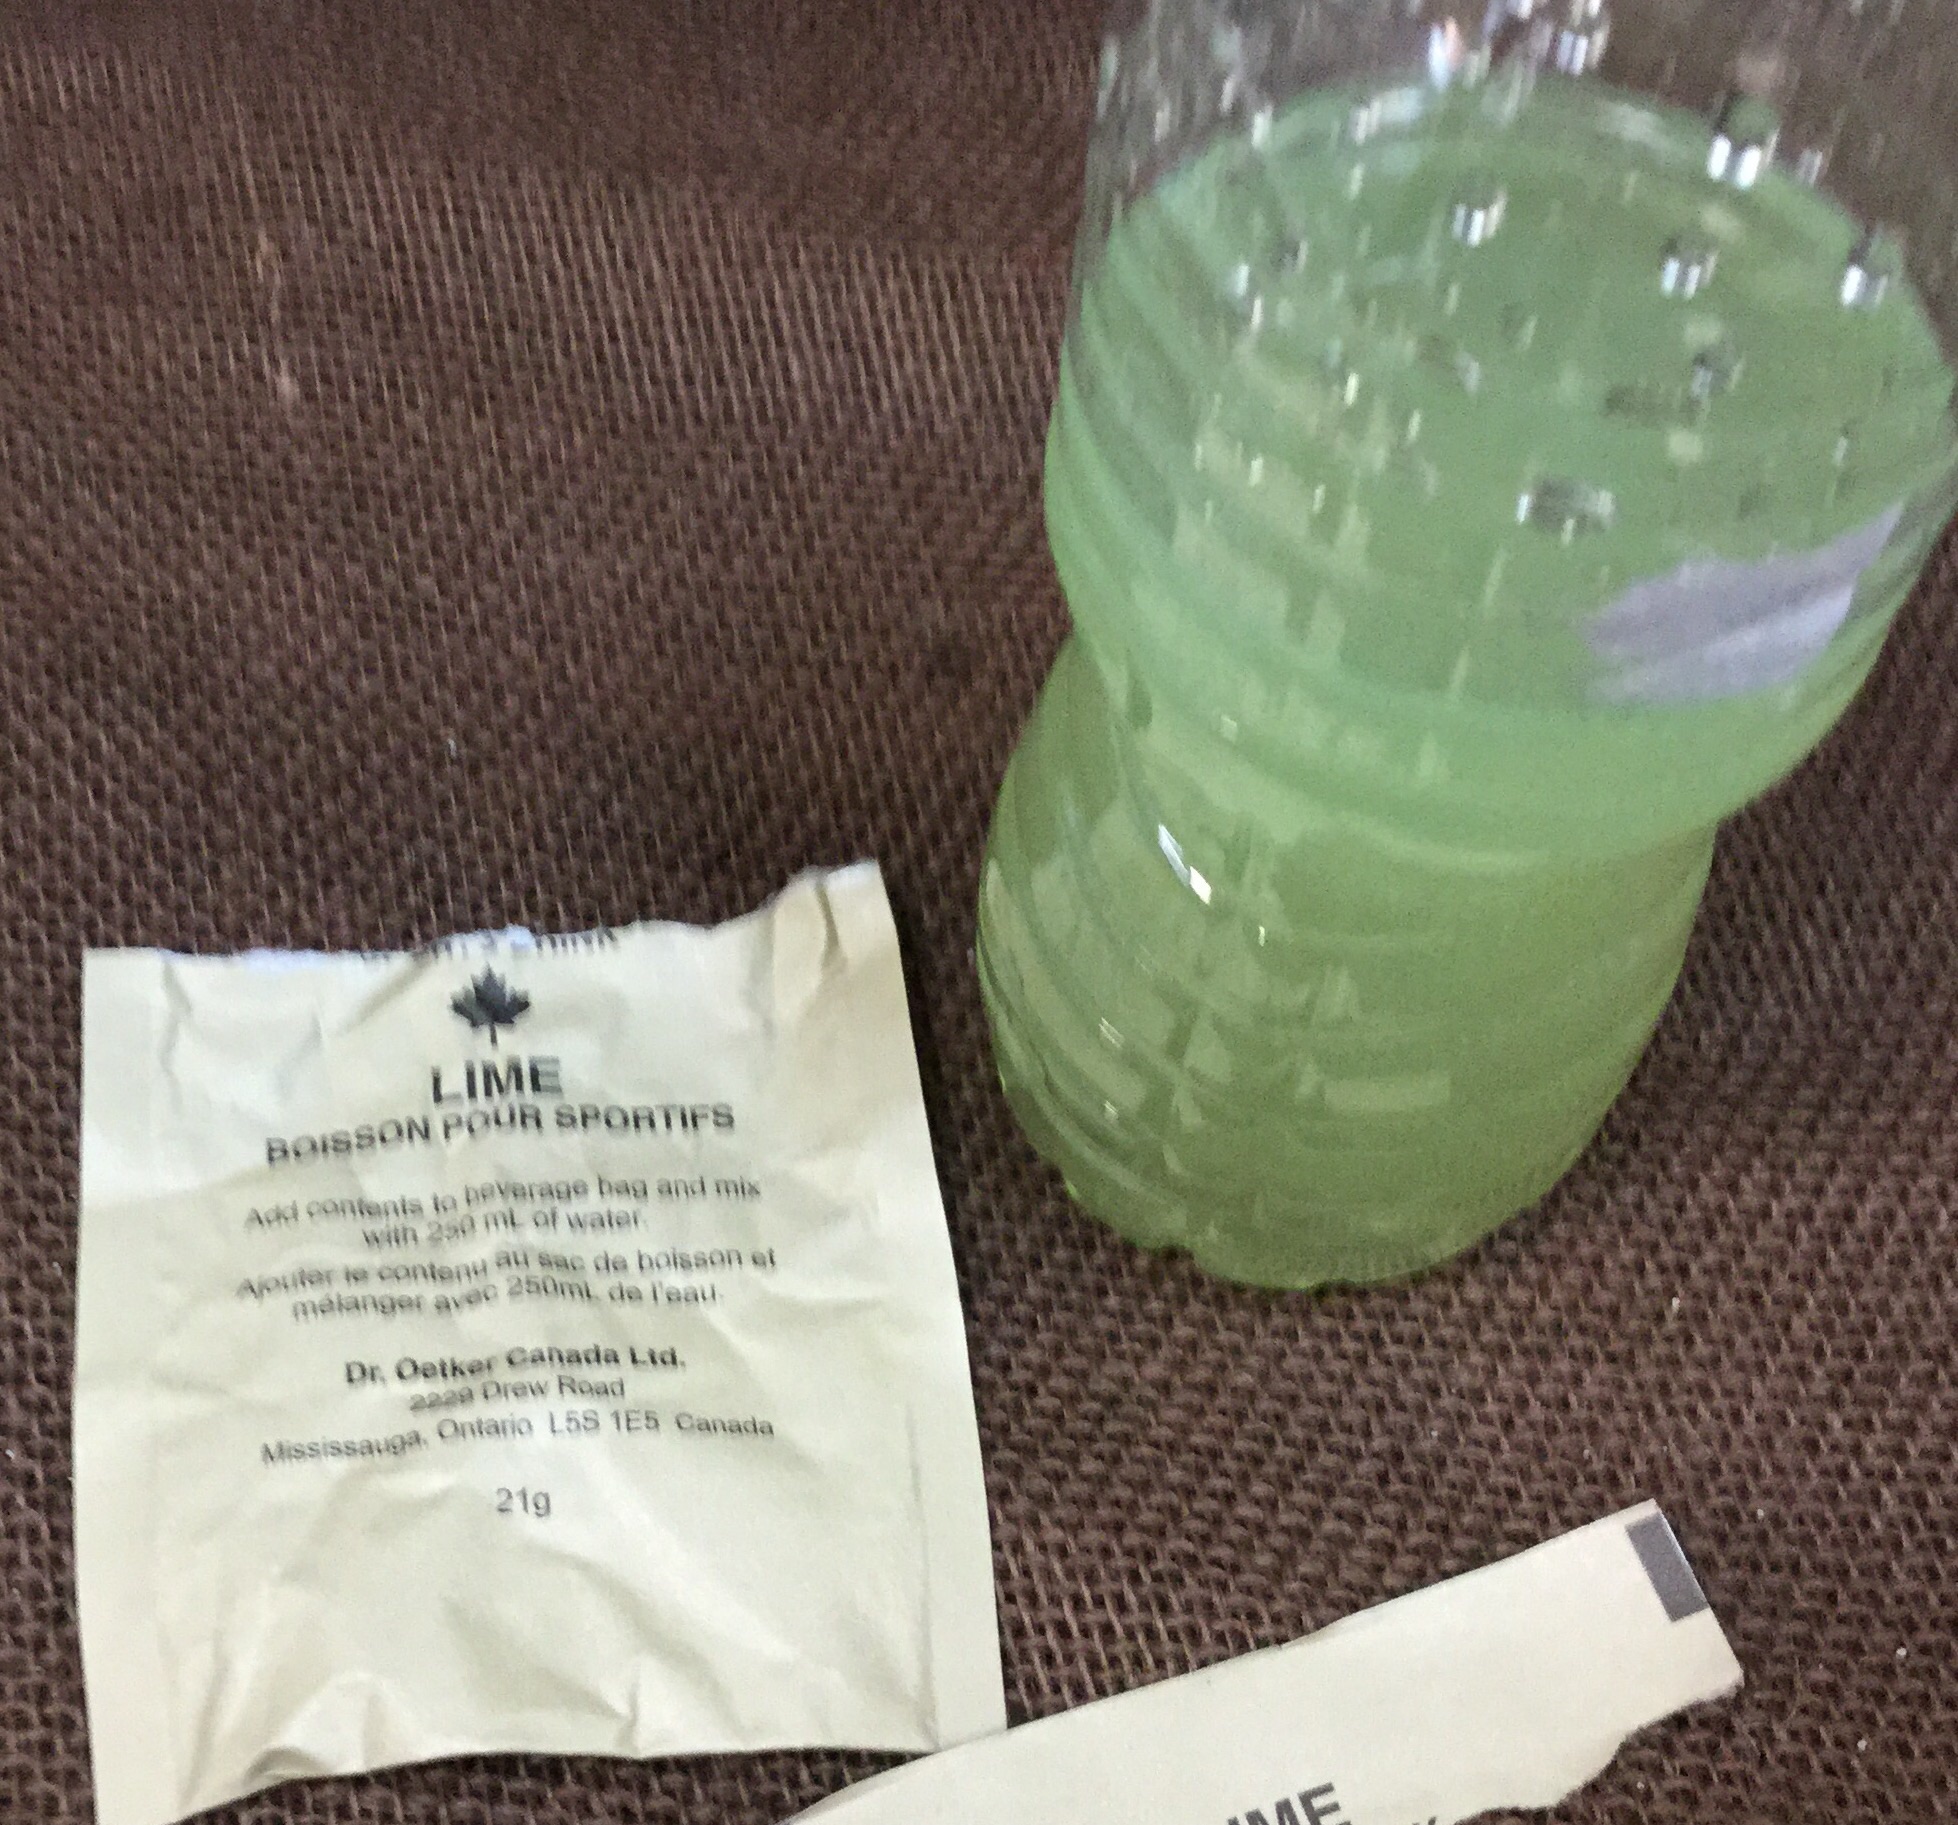 LIME
BOISSON POUR SPORTIFS
Add contents to beverage bag and mix
with 250 mL of water.
Ajouter le contenu au sac de boisson et
mélanger avec 250mL de l'eau.
Dr. Oetker Canada Ltd.
2229 Drew Road
Mississauga, Ontario L5S 1E5 Canada
21g